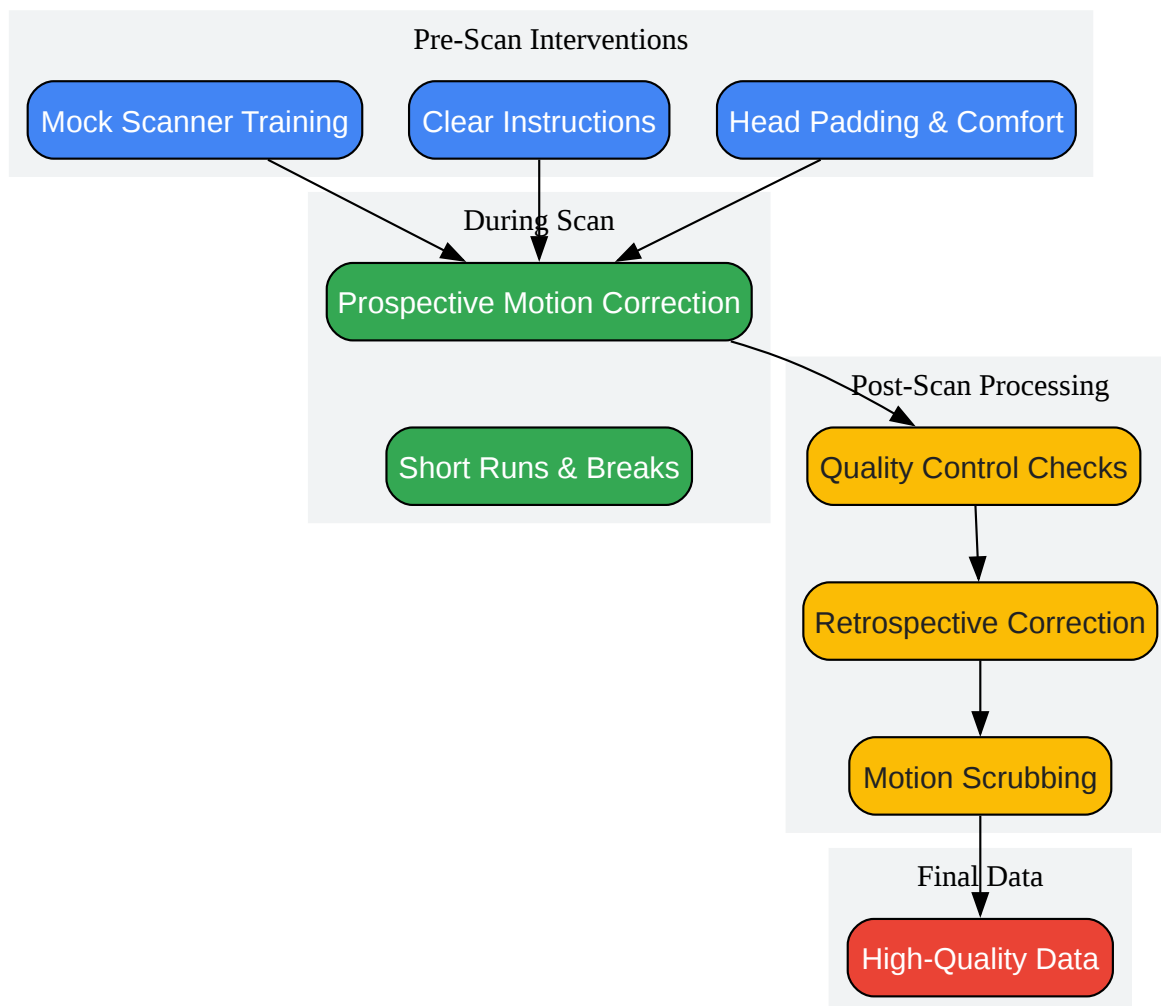 Pre-Scan Interventions
Mock Scanner Training
Clear Instructions
Head Padding & Comfort
During Scan
Prospective Motion Correction
Short Runs & Breaks
Post-Scan Processing
Quality Control Checks
Retrospective Correction
Motion Scrubbing
Final Data
High-Quality Data